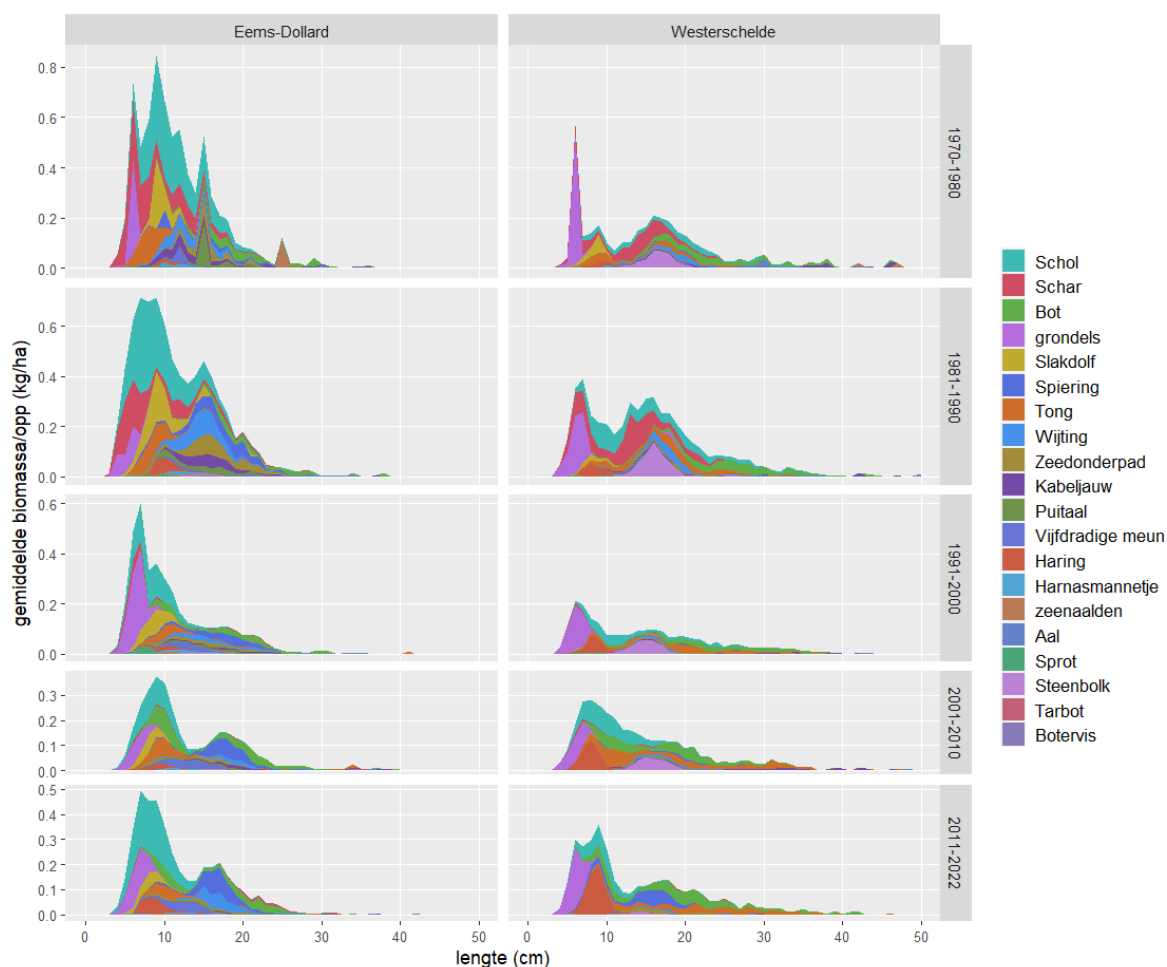 Eems-Dollard
Westerschelde
0.8
0.6
0.4
0.2
0.0
1970-1980
0.6
0.4
0.2
0.0
1981-1990
0.6
0.4
0.2
0.0
1991-2000
0.3
0.2
0.1
0.0
2001-2010
0.5
0.4
0.3
0.2
0.1
0.0
2011-2022
0 10 20 30 40 50
0 10 20 30 40 50
lengte (cm)
gemiddelde biomassa/opp (kg/ha)
Schol
Schar
Bot
grondels
Slakdolf
Spiering
Tong
Wijting
Zeedonderpad
Kabeljauw
Puitaal
Vijfdradige meun
Haring
Harnasmannetje
zeenaalden
Aal
Sprot
Steenbolk
Tarbot
Botervis